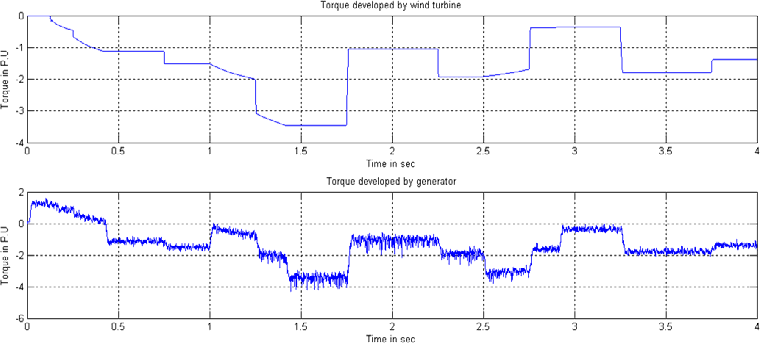 Torque developed by wind turbine
0
-1
-2
-3
-4
Torque in P.U
0 0.5 1 1.5 2 2.5 3 3.5 4
Time in sec
Torque developed by generator
2
0
-2
-4
-6
Torque in P.U
0 0.5 1 1.5 2 2.5 3 3.5 4
Time in sec